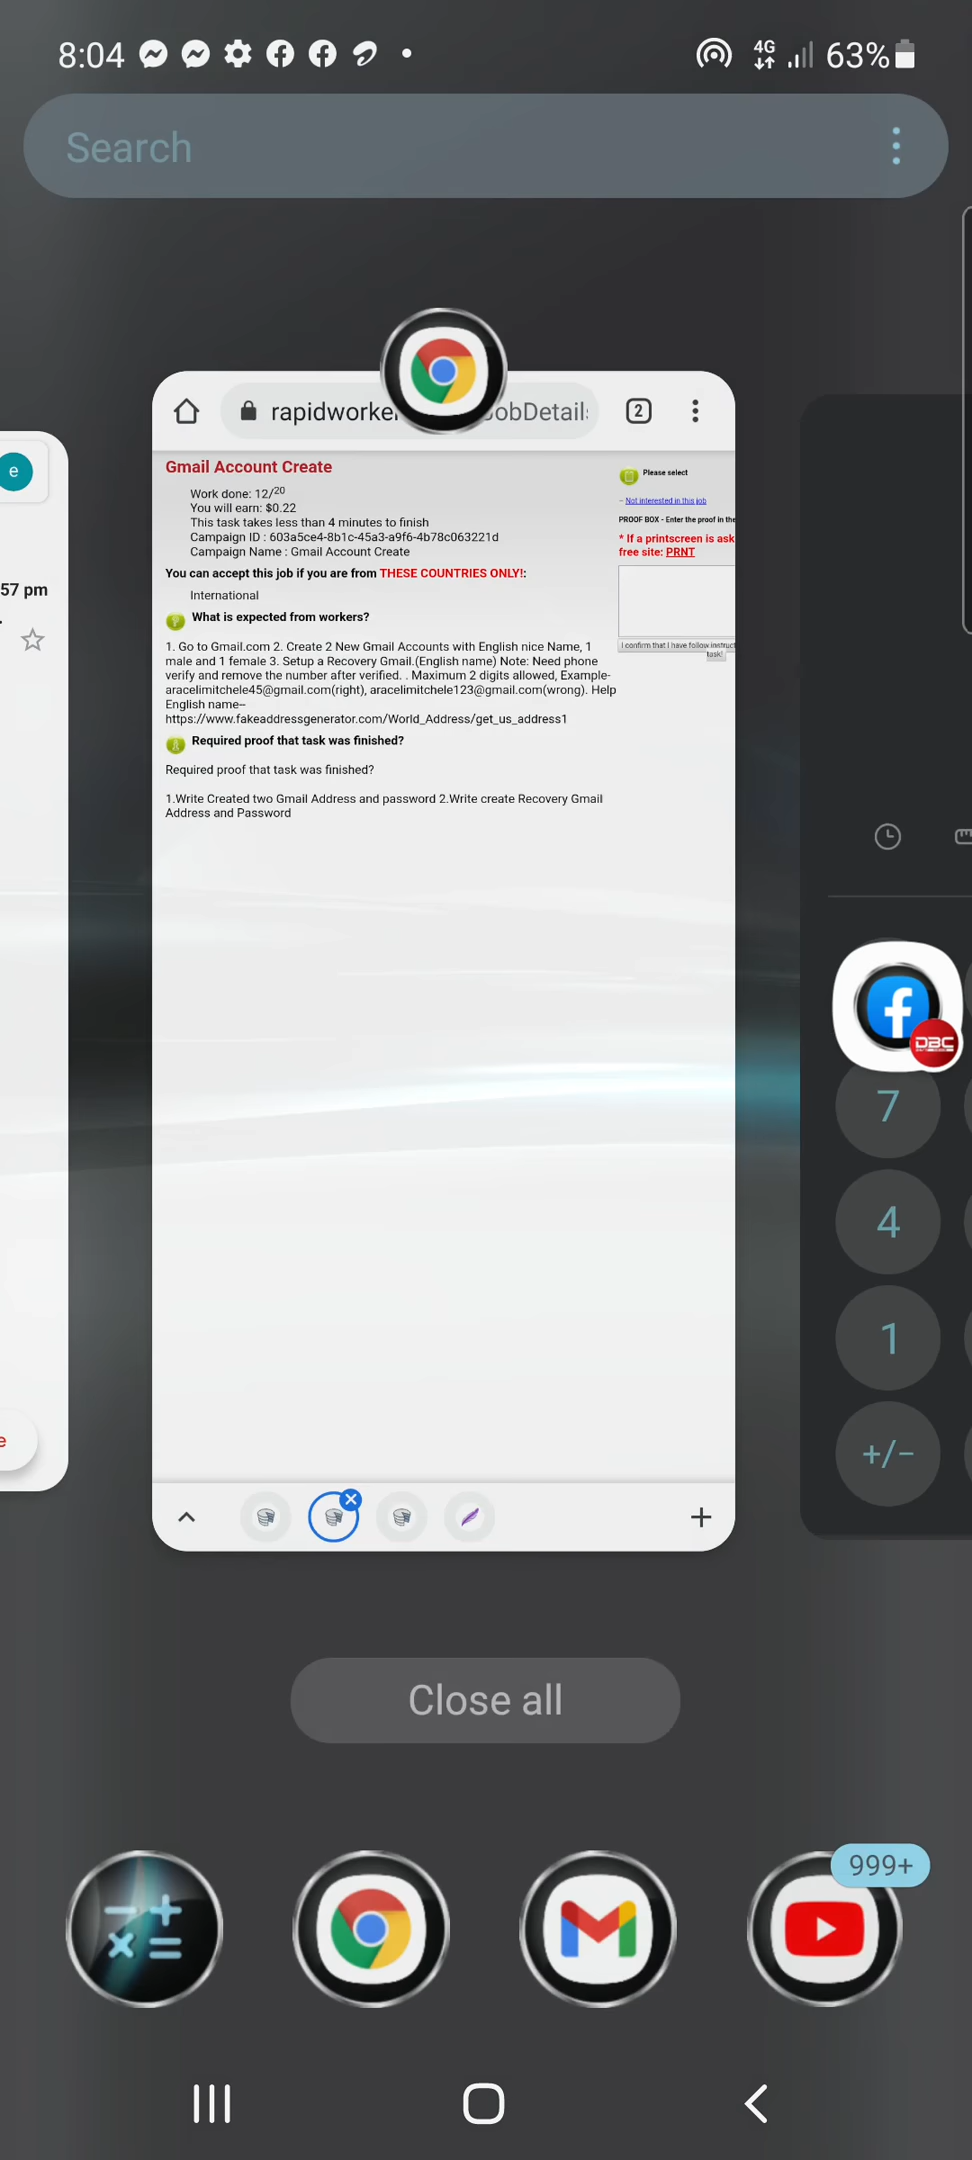 8:04
4G
63%
Search
e
57 pm
rapidworke
JobDetail
2
Gmail Account Create
Work done: 12/20
You will earn: $0.22
This task takes less than 4 minutes to finish
Campaign ID : 603a5ce4-8b1c-45a3-a9f6-4b78c063221d
Campaign Name : Gmail Account Create
You can accept this job if you are from THESE COUNTRIES ONLY!:
International
What is expected from workers?
1. Go to Gmail.com 2. Create 2 New Gmail Accounts with English nice Name, 1
male and 1 female 3. Setup a Recovery Gmail.(English name) Note: Need phone
verify and remove the number after verified. . Maximum 2 digits allowed, Example-
aracelimitchele45@gmail.com(right), aracelimitchele123@gmail.com(wrong). Help
English name--
https://www.fakeaddressgenerator.com/World_Address/get_us_address1
Required proof that task was finished?
Required proof that task was finished?
1.Write Created two Gmail Address and password 2.Write create Recovery Gmail
Address and Password
Please select
- Not interested in this job
PROOF BOX - Enter the proof in the
* If a printscreen is ask
free site: PRNT
I confirm that I have follow instruct
task!
DBC
7
4
1
+/−
e
Close all
999+